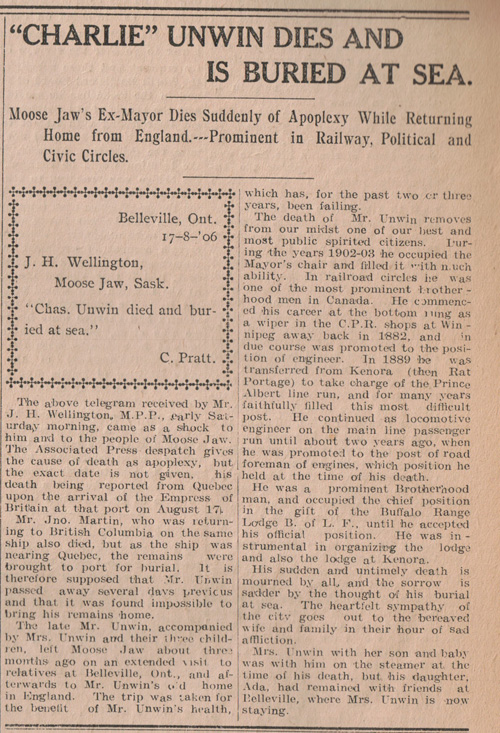 "CHARLIE" UNWIN DIES AND
IS BURIED AT SEA.
Moose Jaw's Ex-Mayor Dies Suddenly of Apoplexy While Returning
Home from England.---Prominent in Railway, Political and
Civic Circles.
Belleville, Ont.
17-8-'06
J. H. Wellington,
Moose Jaw, Sask.
"Chas. Unwin died and bur-
ied at sea."
C. Pratt.
The above telegram received by Mr.
J. H. Wellington, M.P.P., early Sat-
urday morning, came as a shock to
him and to the people of Moose Jaw.
The Associated Press despatch gives
the cause of death as apoplexy, but
the exact date is not given, his
death being reported from Quebec
upon the arrival of the Empress of
Britain at that port on August 17.
Mr. Jno. Martin, who was return-
ing to British Columbia on the same
ship also died, but as the ship was
nearing Quebec, the remains were
brought to port for burial. It is
therefore supposed that Mr. Unwin
passed away several days previous
and that it was found impossible to
bring his remains home.
The late Mr. Unwin, accompanied
by Mrs. Unwin and their three child-
ren, left Moose Jaw about three
months ago on an extended visit to
relatives at Belleville, Ont., and af-
terwards to Mr. Unwin's old home
in England. The trip was taken for
the benefit of Mr. Unwin's health,
which has, for the past two or three
years, been failing.
The death of Mr. Unwin removes
from our midst one of our best and
most public spirited citizens. Dur-
ing the years 1902-03 he occupied the
Mayor's chair and filled it with much
ability. In railroad circles he was
one of the most prominent brother-
hood men in Canada. He commenc-
ed his career at the bottom rung as
a wiper in the C.P.R. shops at Win-
nipeg away back in 1882, and in
due course was promoted to the posi-
tion of engineer. In 1889 he was
transferred from Kenora (then Rat
Portage) to take charge of the Prince
Albert line run, and for many years
faithfully filled this most difficult
post. He continued as locomotive
engineer on the main line passenger
run until about two years ago, when
he was promoted to the post of road
foreman of engines, which position he
held at the time of his death.
He was a prominent Brotherhood
man, and occupied the chief position
in the gift of the Buffalo Range
Lodge B. of L. F., until he accepted
his official position. He was in-
strumental in organizing the lodge
and also the lodge at Kenora.
His sudden and untimely death is
mourned by all, and the sorrow is
sadder by the thought of his burial
at sea. The heartfelt sympathy of
the city goes out to the bereaved
wife and family in their hour of sad
affliction.
Mrs. Unwin with her son and baby
was with him on the steamer at the
time of his death, but his daughter,
Ada, had remained with friends at
Belleville, where Mrs. Unwin is now
staying.